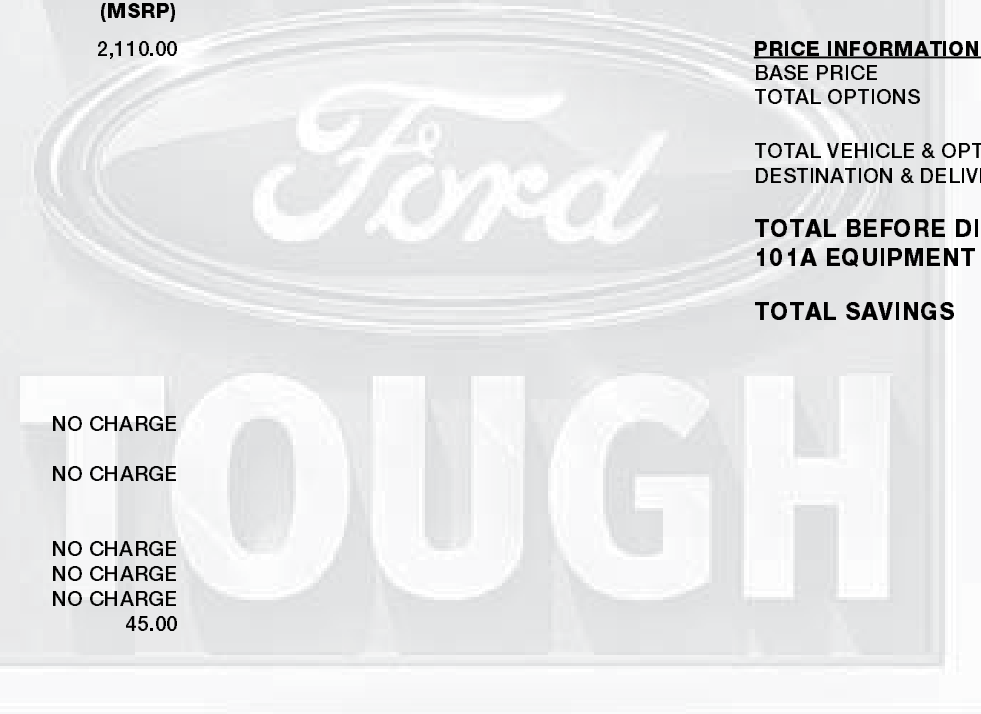 (MSRP)
2,110.00
NO CHARGE
NO CHARGE
NO CHARGE
NO CHARGE
NO CHARGE
45.00
PRICE INFORMATION
BASE PRICE
TOTAL OPTIONS
TOTAL VEHICLE & OPT
DESTINATION & DELIV
TOTAL BEFORE DI
101A EQUIPMENT
TOTAL SAVINGS
Ford
TOUGH